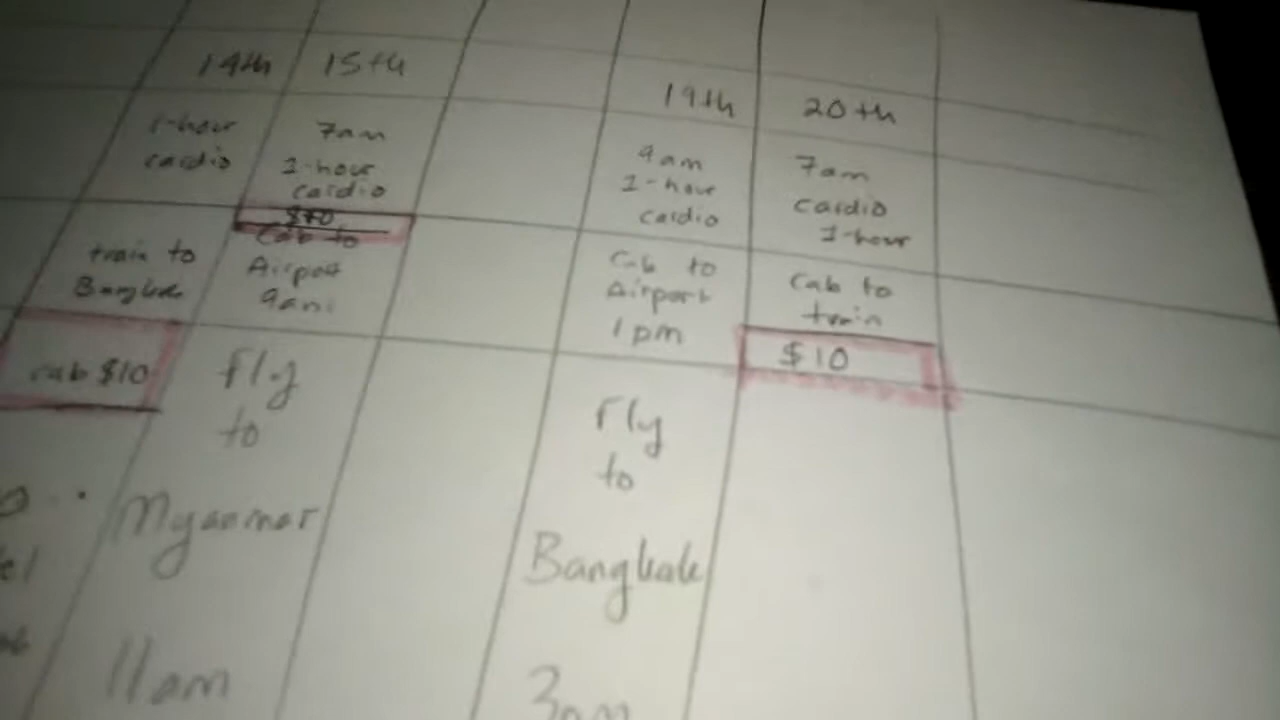 14th
15th
19th
20th
1-hour
cardio
7am
1-hour
cardio
9am
1-hour
cardio
7am
cardio
1-hour
train to
Bangkok
cab $10
Cab to
Airport
9am
Cab to
Airport
1pm
Cab to
train
$10
Fly
to
Myanmar
11am
Fly
to
Bangkok
3pm